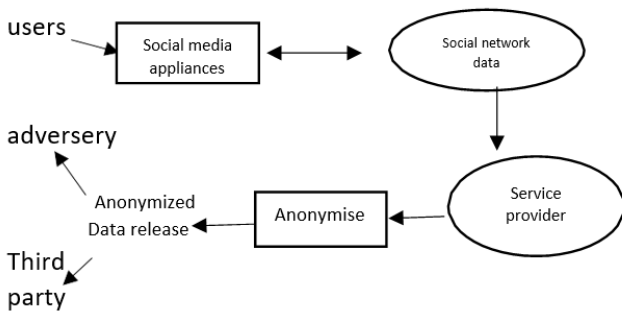 users
Social media
appliances
Social network
data
adversery
Anonymized
Data release
Anonymise
Service
provider
Third
party